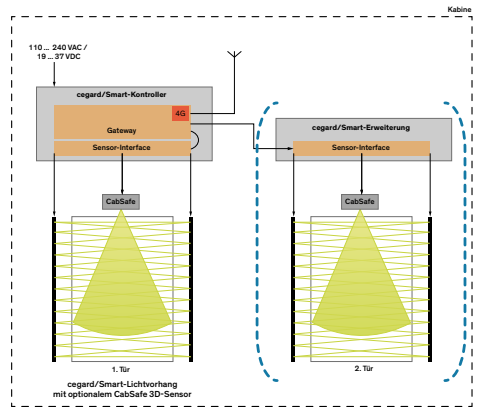 Kabine
110 ... 240 VAC /
19 ... 37 VDC
cegard/Smart-Kontroller
4G
Gateway
Sensor-Interface
cegard/Smart-Erweiterung
Sensor-Interface
CabSafe
CabSafe
1. Tür
2. Tür
cegard/Smart-Lichtvorhang
mit optionalem CabSafe 3D-Sensor